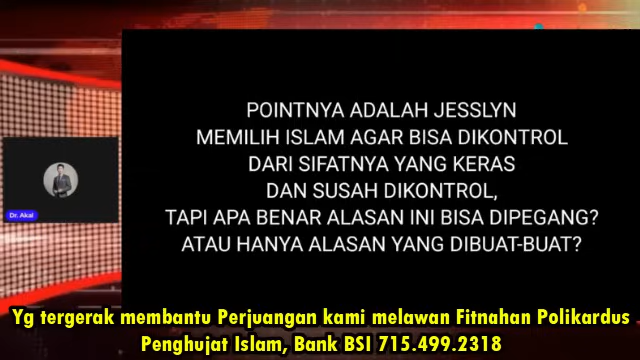 POINTNYA ADALAH JESSLYN
MEMILIH ISLAM AGAR BISA DIKONTROL
DARI SIFATNYA YANG KERAS
DAN SUSAH DIKONTROL,
TAPI APA BENAR ALASAN INI BISA DIPEGANG?
ATAU HANYA ALASAN YANG DIBUAT-BUAT?
Dr. Akal
Yg tergerak membantu Perjuangan kami melawan Fitnahan Polikardus
Penghujat Islam, Bank BSI 715.499.2318